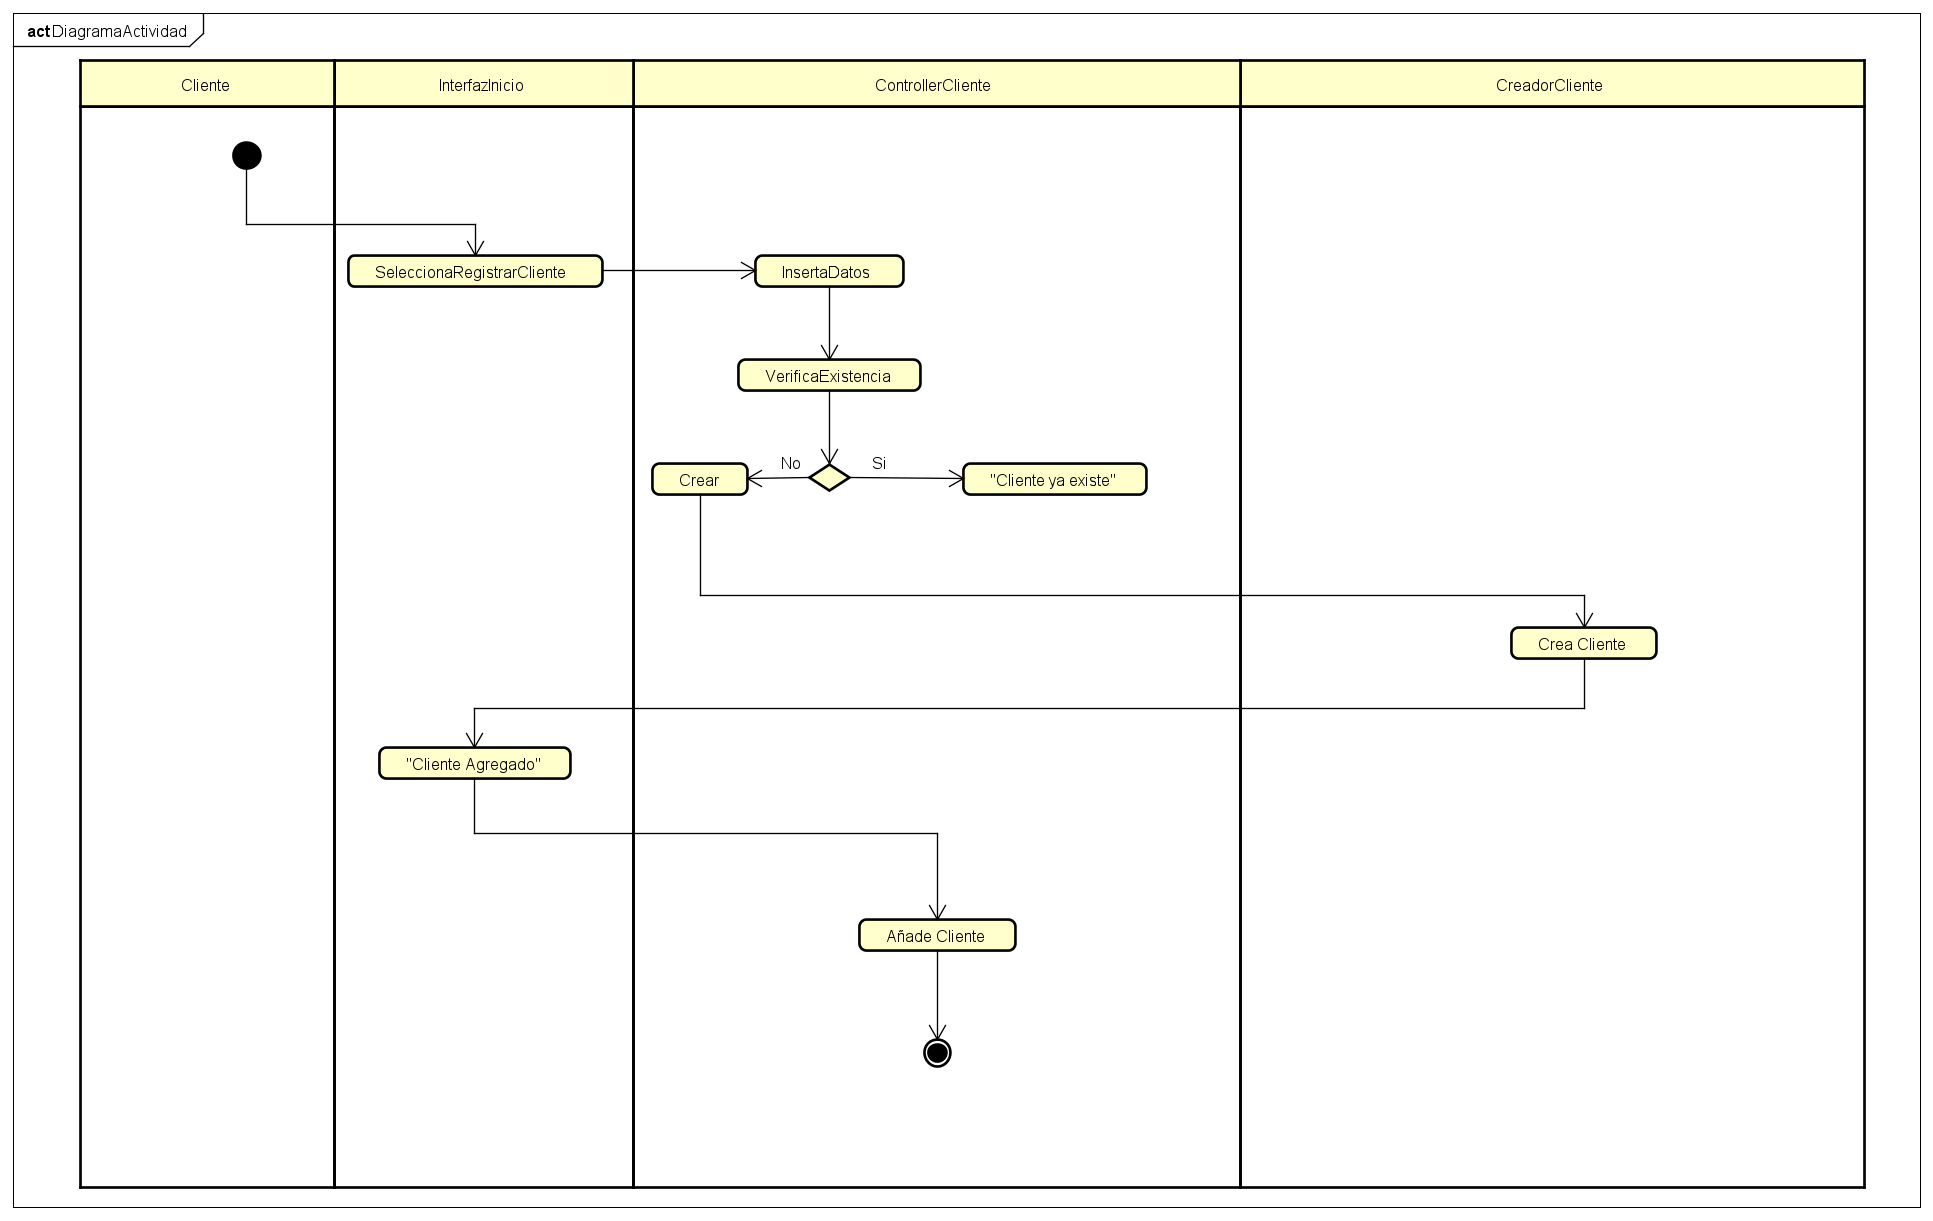 act DiagramaActividad
Cliente
InterfazInicio
ControllerCliente
CreadorCliente
SeleccionaRegistrarCliente
InsertaDatos
VerificaExistencia
No
Si
Crear
"Cliente ya existe"
Crea Cliente
"Cliente Agregado"
Añade Cliente